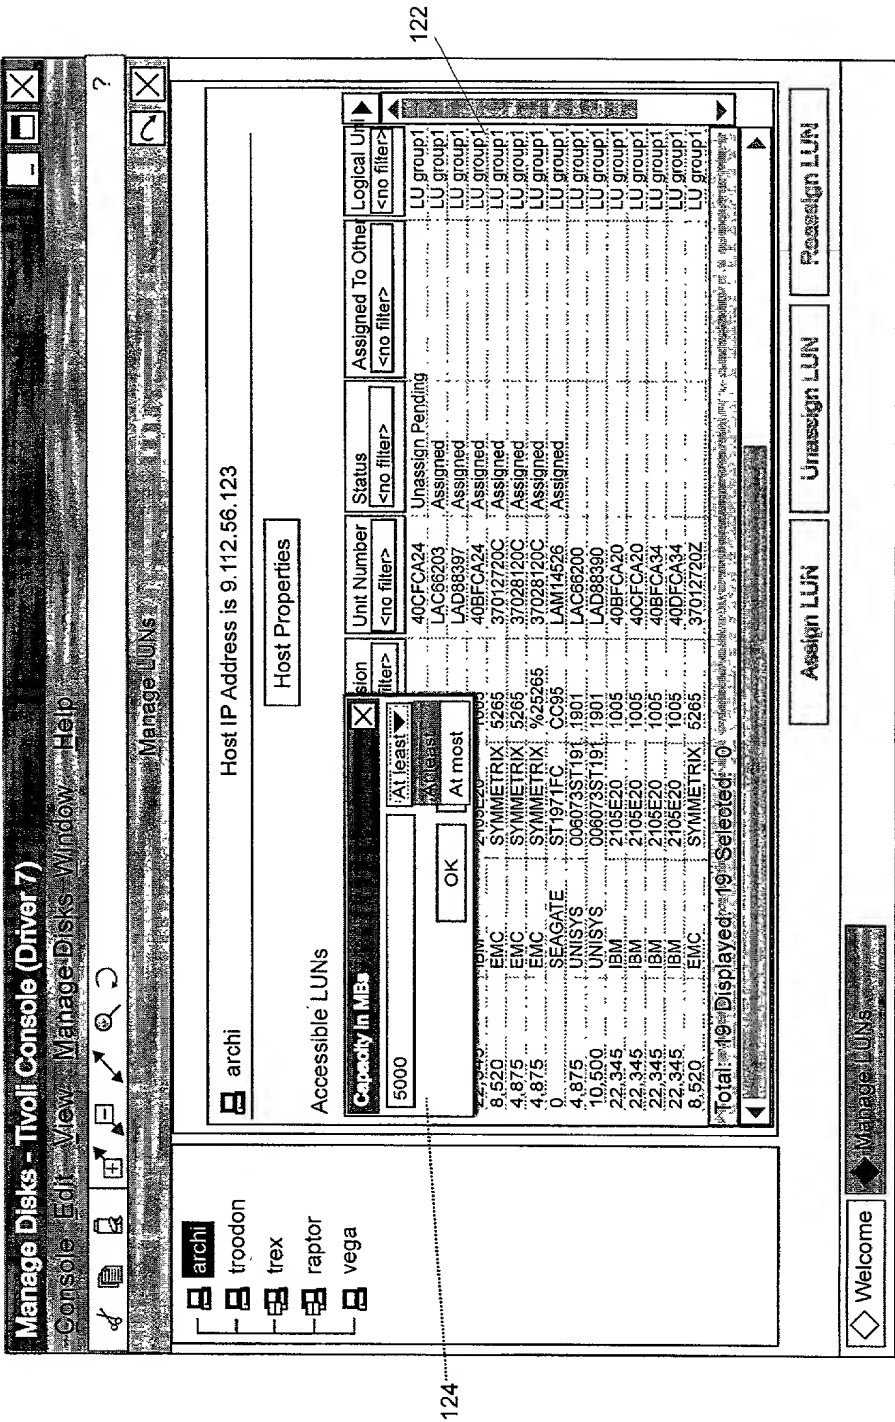 Manage Disks – Tivoli Console (Driver 7)
Console Edit View Manage Disks Window Help
?
Manage LUNs
archi
troodon
trex
raptor
vega
archi
Host IP Address is 9.112.56.123
Host Properties
Accessible LUNs
Unit Number Status Assigned To Other Logical Uni
<no filter> <no filter> <no filter> <no filter>
Capacity in MBs
5000 At least
At least
At most
OK
40CFCA24 Unassign Pending LU group1
LAC66203 Assigned LU group1
LAD88397 Assigned LU group1
IBM 2105E20 1005 40BFCA24 Assigned LU group1
8,520 EMC SYMMETRIX 5265 37012720C Assigned LU group1
4,875 EMC SYMMETRIX 5265 37028120C Assigned LU group1
4,875 EMC SYMMETRIX %25265 37028120C Assigned LU group1
0 SEAGATE ST1971FC CC95 LAM14526 Assigned LU group1
4,875 UNISYS 006073ST191 1901 LAC66200 LU group1
10,500 UNISYS 006073ST191 1901 LAD88390 LU group1
22,345 IBM 2105E20 1005 40BFCA20 LU group1
22,345 IBM 2105E20 1005 40CFCA20 LU group1
22,345 IBM 2105E20 1005 40BFCA34 LU group1
22,345 IBM 2105E20 1005 40DFCA34 LU group1
8,520 EMC SYMMETRIX 5265 37012720Z LU group1
Total: 19 Displayed: 19 Selected: 0
Assign LUN Unassign LUN Reassign LUN
Welcome Manage LUNs
122
124